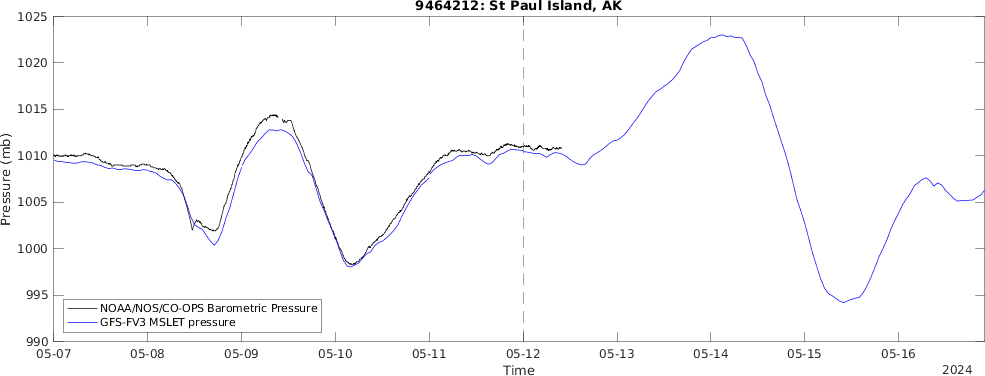 9464212: St Paul Island, AK
1025
1020
1015
1010
1005
1000
995
990
Pressure (mb)
NOAA/NOS/CO-OPS Barometric Pressure
GFS-FV3 MSLET pressure
05-07 05-08 05-09 05-10 05-11 05-12 05-13 05-14 05-15 05-16
Time
2024